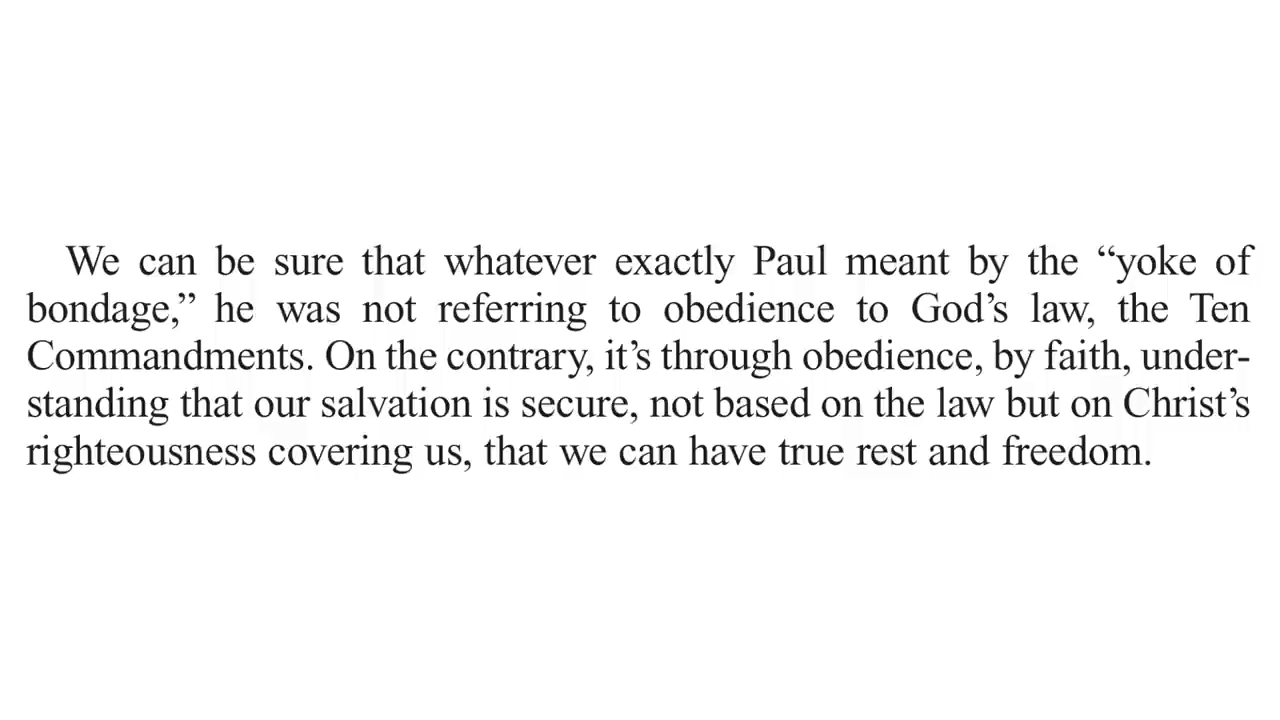 We can be sure that whatever exactly Paul meant by the “yoke of
bondage,” he was not referring to obedience to God’s law, the Ten
Commandments. On the contrary, it’s through obedience, by faith, under-
standing that our salvation is secure, not based on the law but on Christ’s
righteousness covering us, that we can have true rest and freedom.